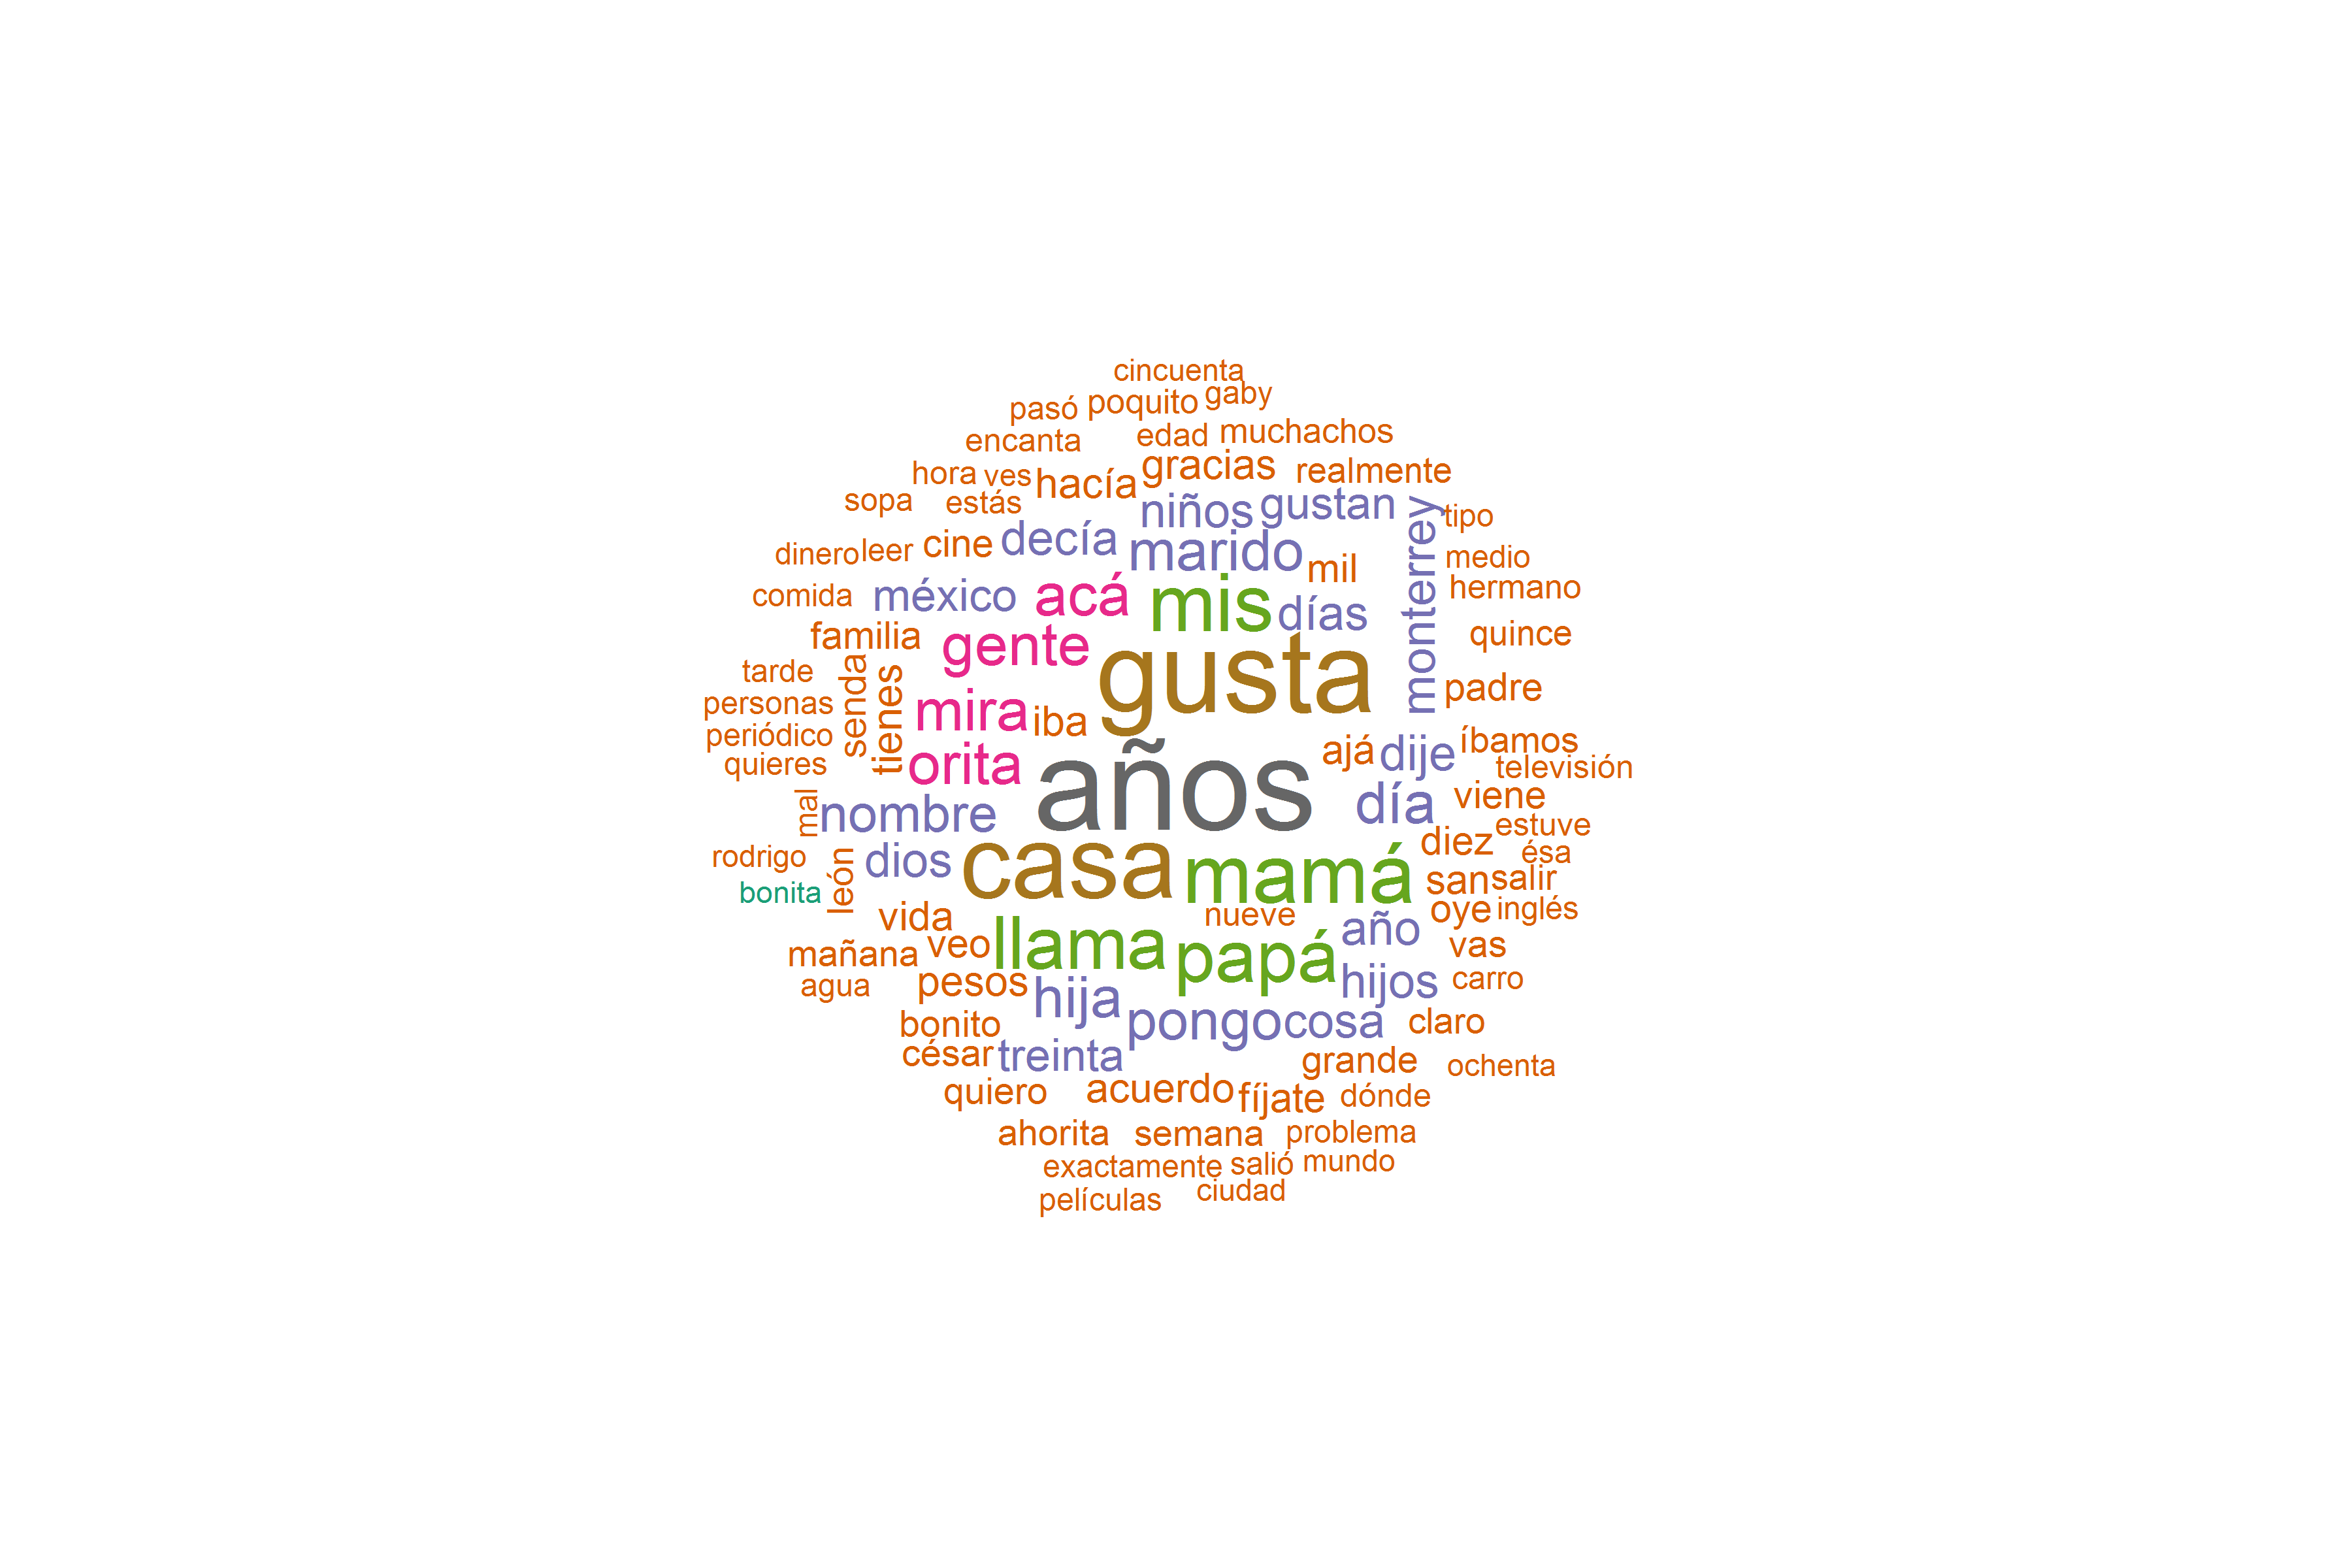 cincuenta
pasó poquito gaby
encanta edad muchachos
hora ves hacía gracias realmente
sopa estás niños gustan tipo
dinero leer cine decía marido mil medio
comida méxico acá mis días monterrey hermano
familia gente quince
tarde senda tienes gusta padre
personas mira iba
periódico ajá dije íbamos
quieres orita años televisión
mal nombre día viene
estuve
rodrigo león dios casa mamá diez ésa
bonita san salir
vida nueve oye inglés
mañana veo llama papá año vas
agua pesos hija hijos carro
bonito pongo cosa claro
césar treinta grande ochenta
quiero acuerdo fíjate dónde
ahorita semana problema
exactamente salió mundo
películas ciudad